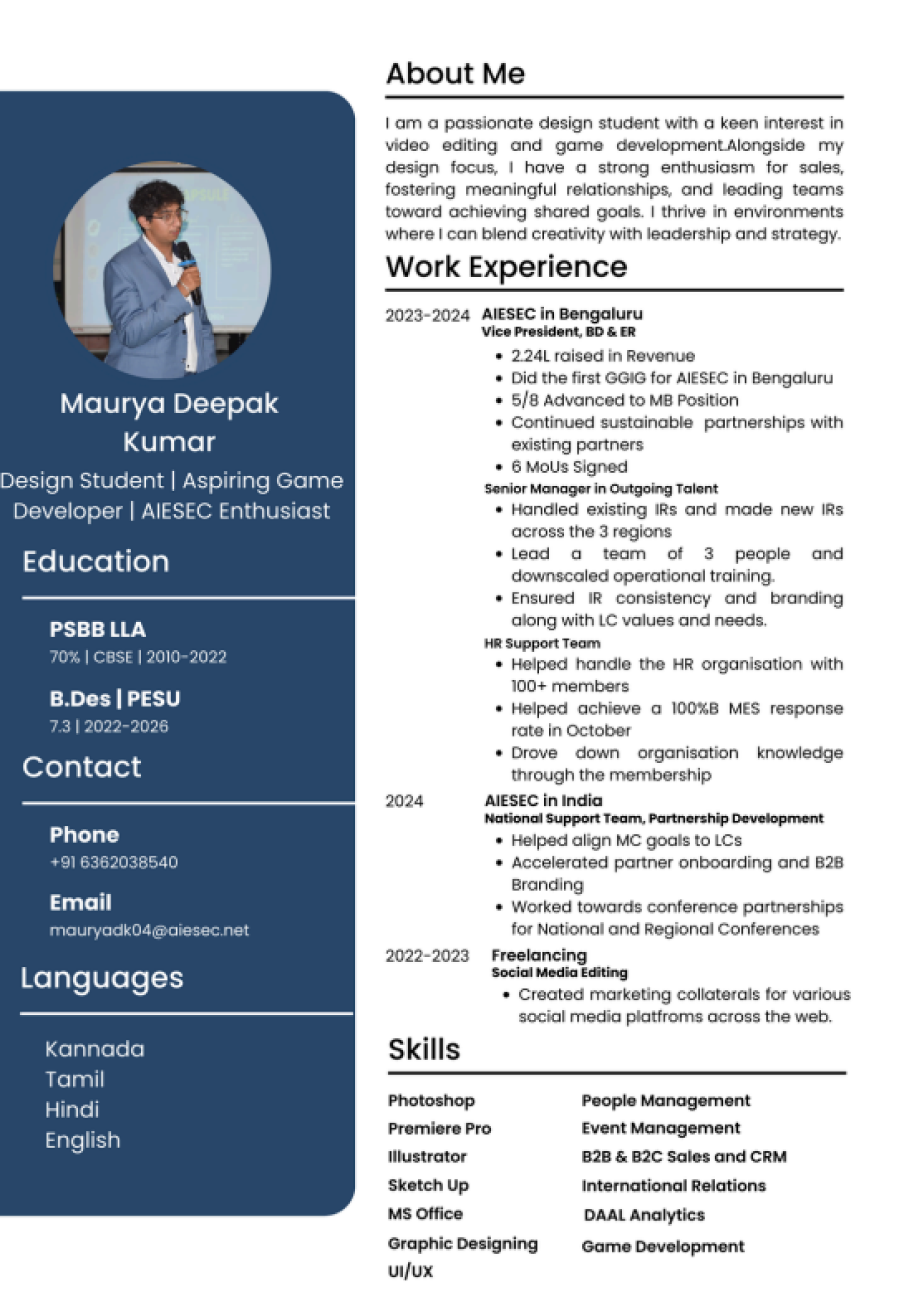 Maurya Deepak
Kumar
Design Student | Aspiring Game
Developer | AIESEC Enthusiast
Education
PSBB LLA
70% | CBSE | 2010-2022
B.Des | PESU
7.3 | 2022-2026
Contact
Phone
+91 6362038540
Email
mauryadk04@aiesec.net
Languages
Kannada
Tamil
Hindi
English
About Me
I am a passionate design student with a keen interest in
video editing and game development.Alongside my
design focus, I have a strong enthusiasm for sales,
fostering meaningful relationships, and leading teams
toward achieving shared goals. I thrive in environments
where I can blend creativity with leadership and strategy.
Work Experience
2023-2024 AIESEC in Bengaluru
Vice President, BD & ER
• 2.24L raised in Revenue
• Did the first GGIG for AIESEC in Bengaluru
• 5/8 Advanced to MB Position
• Continued sustainable partnerships with
existing partners
• 6 MoUs Signed
Senior Manager in Outgoing Talent
• Handled existing IRs and made new IRs
across the 3 regions
• Lead a team of 3 people and
downscaled operational training.
• Ensured IR consistency and branding
along with LC values and needs.
HR Support Team
• Helped handle the HR organisation with
100+ members
• Helped achieve a 100%B MES response
rate in October
• Drove down organisation knowledge
through the membership
2024 AIESEC in India
National Support Team, Partnership Development
• Helped align MC goals to LCs
• Accelerated partner onboarding and B2B
Branding
• Worked towards conference partnerships
for National and Regional Conferences
2022-2023 Freelancing
Social Media Editing
• Created marketing collaterals for various
social media platfroms across the web.
Skills
Photoshop
Premiere Pro
Illustrator
Sketch Up
MS Office
Graphic Designing
UI/UX
People Management
Event Management
B2B & B2C Sales and CRM
International Relations
DAAL Analytics
Game Development